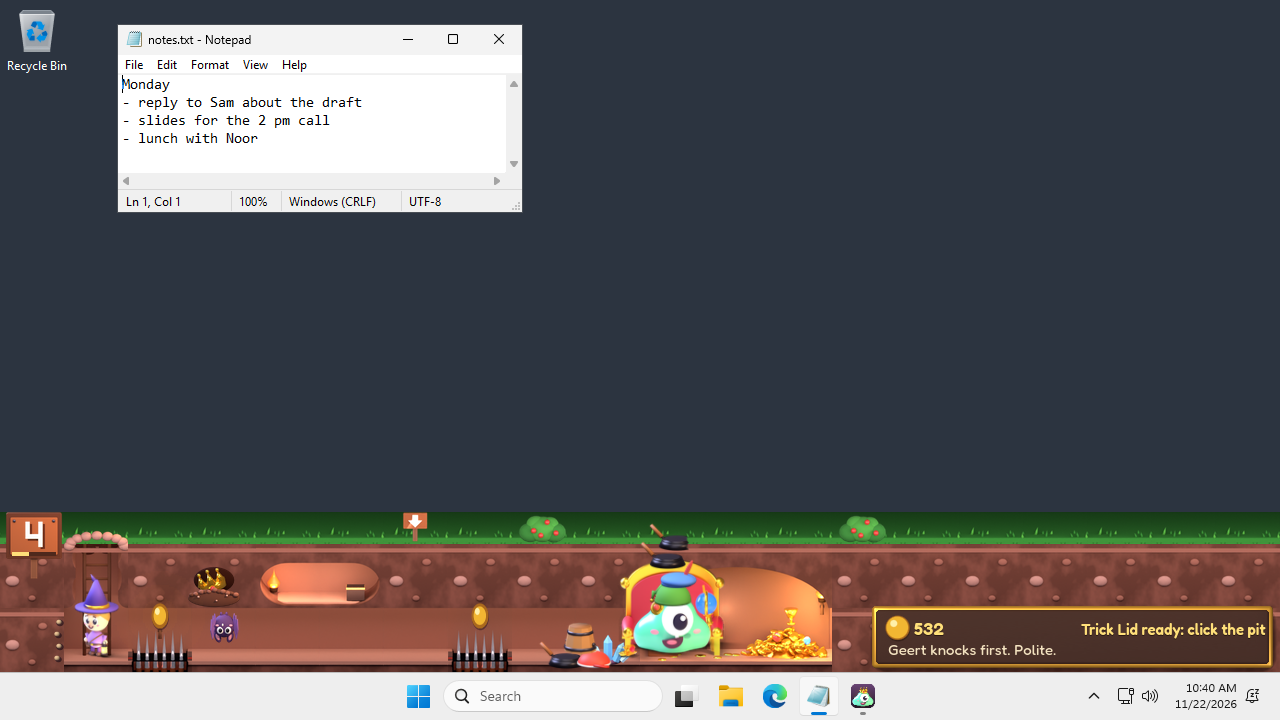 Recycle Bin
notes.txt - Notepad
File Edit Format View Help
Monday
- reply to Sam about the draft
- slides for the 2 pm call
- lunch with Noor
Ln 1, Col 1 100% Windows (CRLF) UTF-8
4
532 Trick Lid ready: click the pit
Geert knocks first. Polite.
Search
10:40 AM
11/22/2026